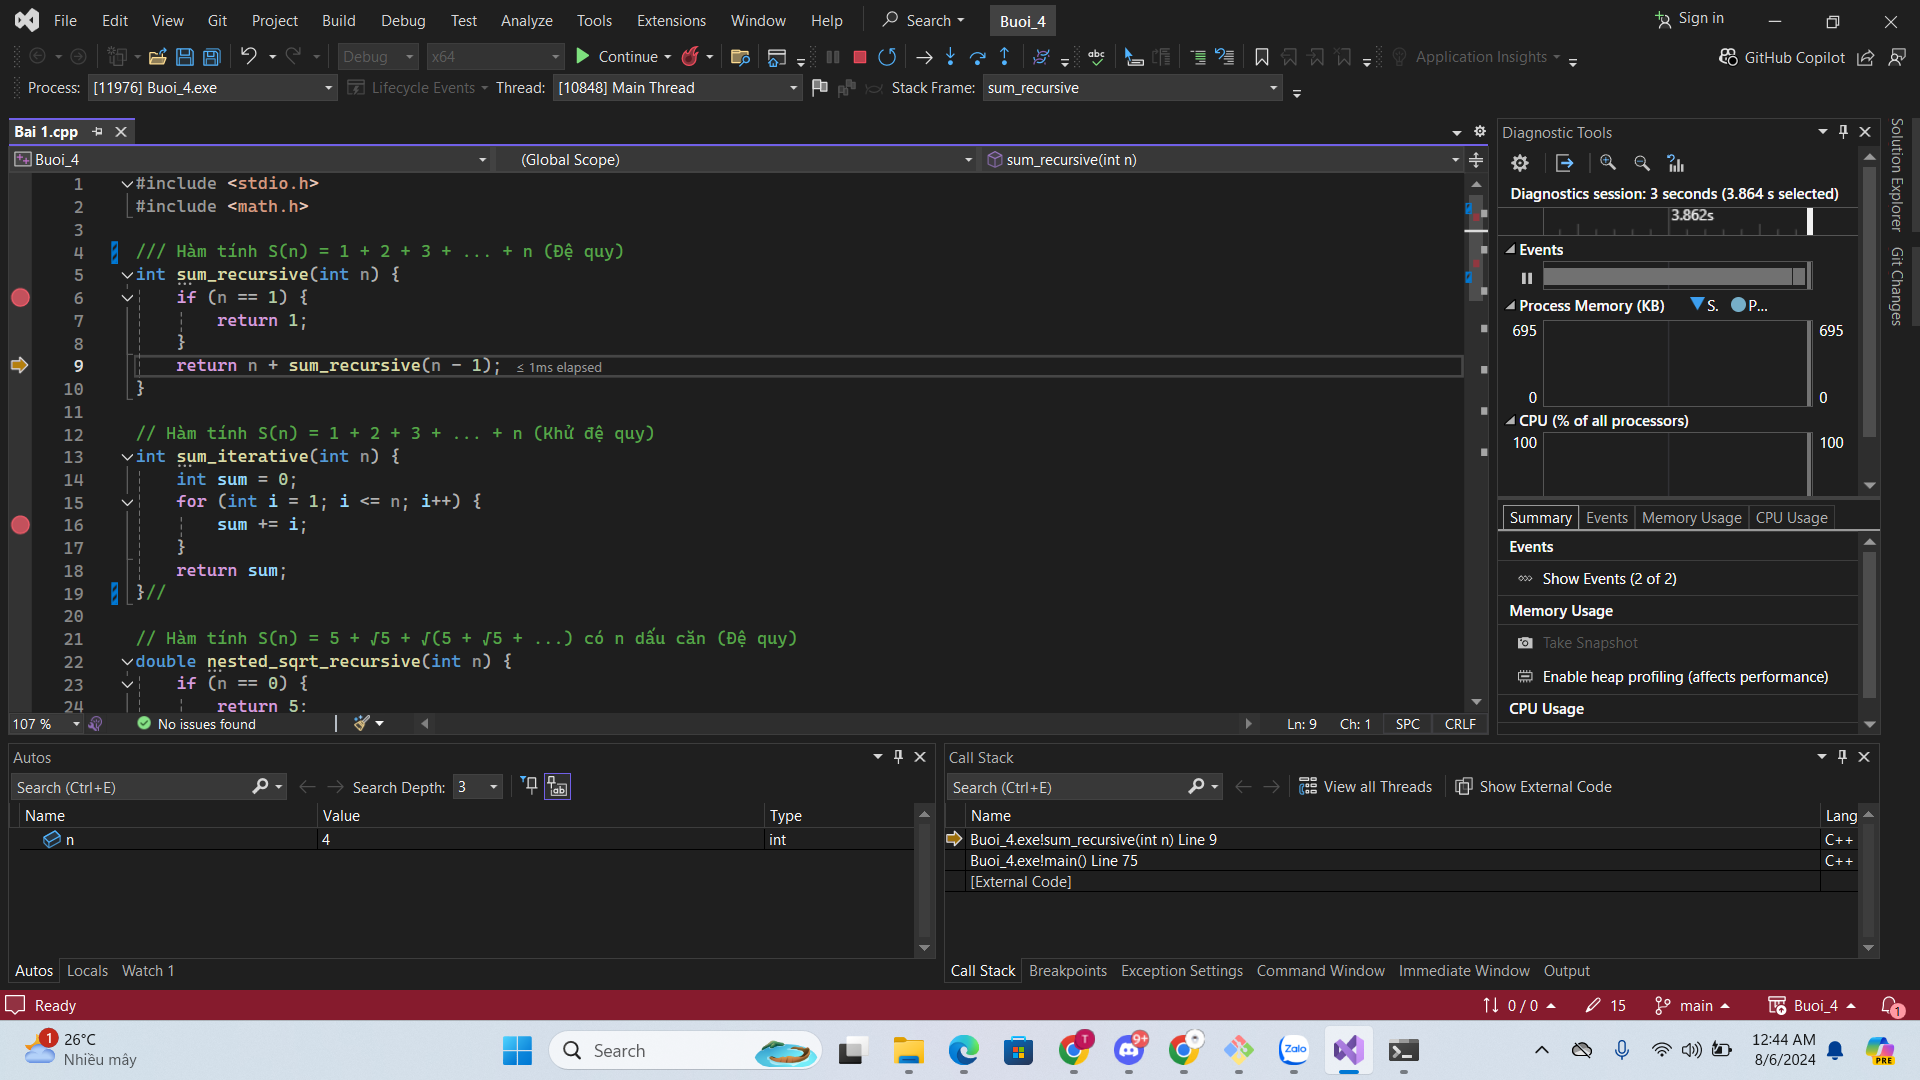 File Edit View Git Project Build Debug Test Analyze Tools Extensions Window Help Search Buoi_4 Sign in
Debug x64 Continue Application Insights GitHub Copilot
Process: [11976] Buoi_4.exe Lifecycle Events Thread: [10848] Main Thread Stack Frame: sum_recursive
Bai 1.cpp
Buoi_4 (Global Scope) sum_recursive(int n)
1 #include <stdio.h>
2 #include <math.h>
3
4 /// Hàm tính S(n) = 1 + 2 + 3 + ... + n (Đệ quy)
5 int sum_recursive(int n) {
6 if (n == 1) {
7 return 1;
8 }
9 return n + sum_recursive(n - 1); ≤ 1ms elapsed
10 }
11
12 // Hàm tính S(n) = 1 + 2 + 3 + ... + n (Khử đệ quy)
13 int sum_iterative(int n) {
14 int sum = 0;
15 for (int i = 1; i <= n; i++) {
16 sum += i;
17 }
18 return sum;
19 }//
20
21 // Hàm tính S(n) = 5 + √5 + √(5 + √5 + ...) có n dấu căn (Đệ quy)
22 double nested_sqrt_recursive(int n) {
23 if (n == 0) {
24 return 5;
107 % No issues found Ln: 9 Ch: 1 SPC CRLF
Diagnostic Tools
Diagnostics session: 3 seconds (3.864 s selected)
3.862s
Events
Process Memory (KB) S. P...
695 695
0 0
CPU (% of all processors)
100 100
Summary Events Memory Usage CPU Usage
Events
Show Events (2 of 2)
Memory Usage
Take Snapshot
Enable heap profiling (affects performance)
CPU Usage
Solution Explorer
Git Changes
Autos
Search (Ctrl+E) Search Depth: 3
Name Value Type
n 4 int
Autos Locals Watch 1
Call Stack
Search (Ctrl+E) View all Threads Show External Code
Name Lang
Buoi_4.exe!sum_recursive(int n) Line 9 C++
Buoi_4.exe!main() Line 75 C++
[External Code]
Call Stack Breakpoints Exception Settings Command Window Immediate Window Output
Ready 0 / 0 15 main Buoi_4 1
1 26°C
Nhiều mây
Search
T
9+
Zalo
12:44 AM
8/6/2024
PRE